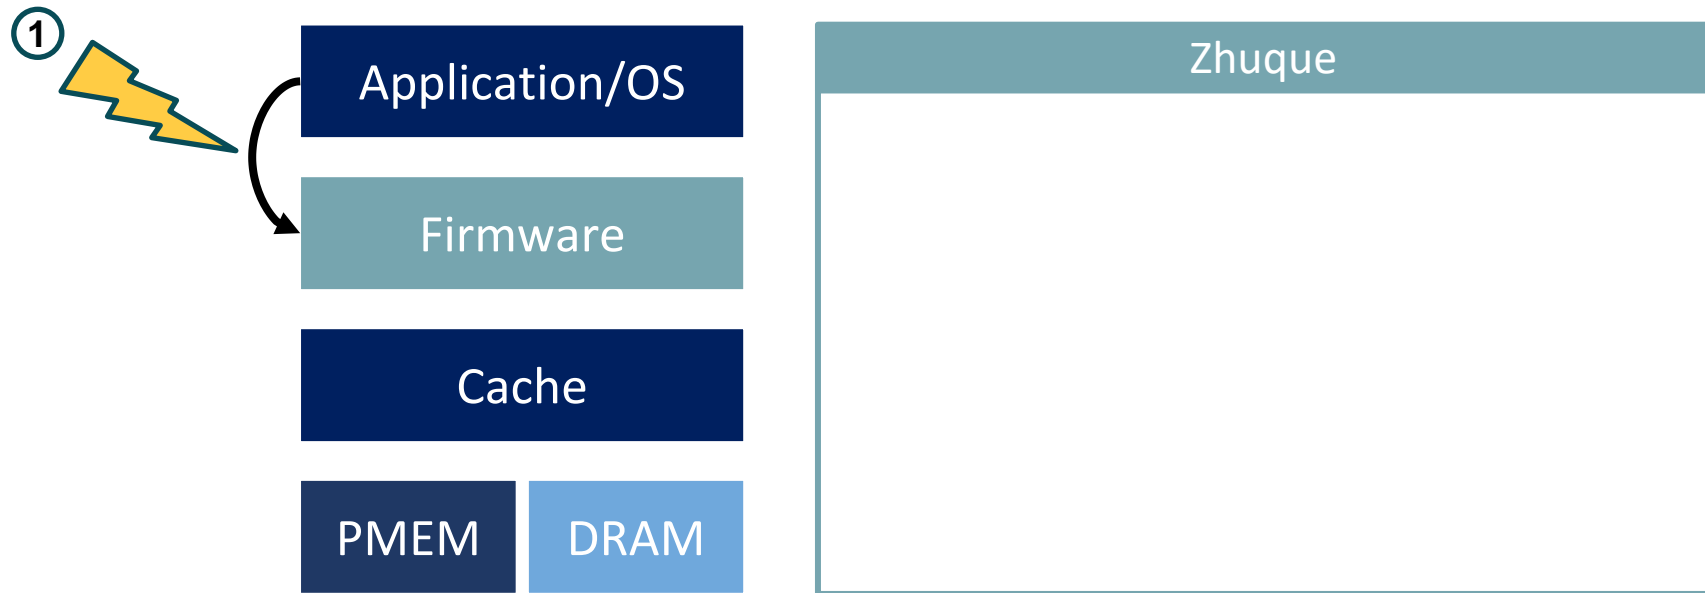 1
Application/OS
Firmware
Cache
PMEM
DRAM
Zhuque